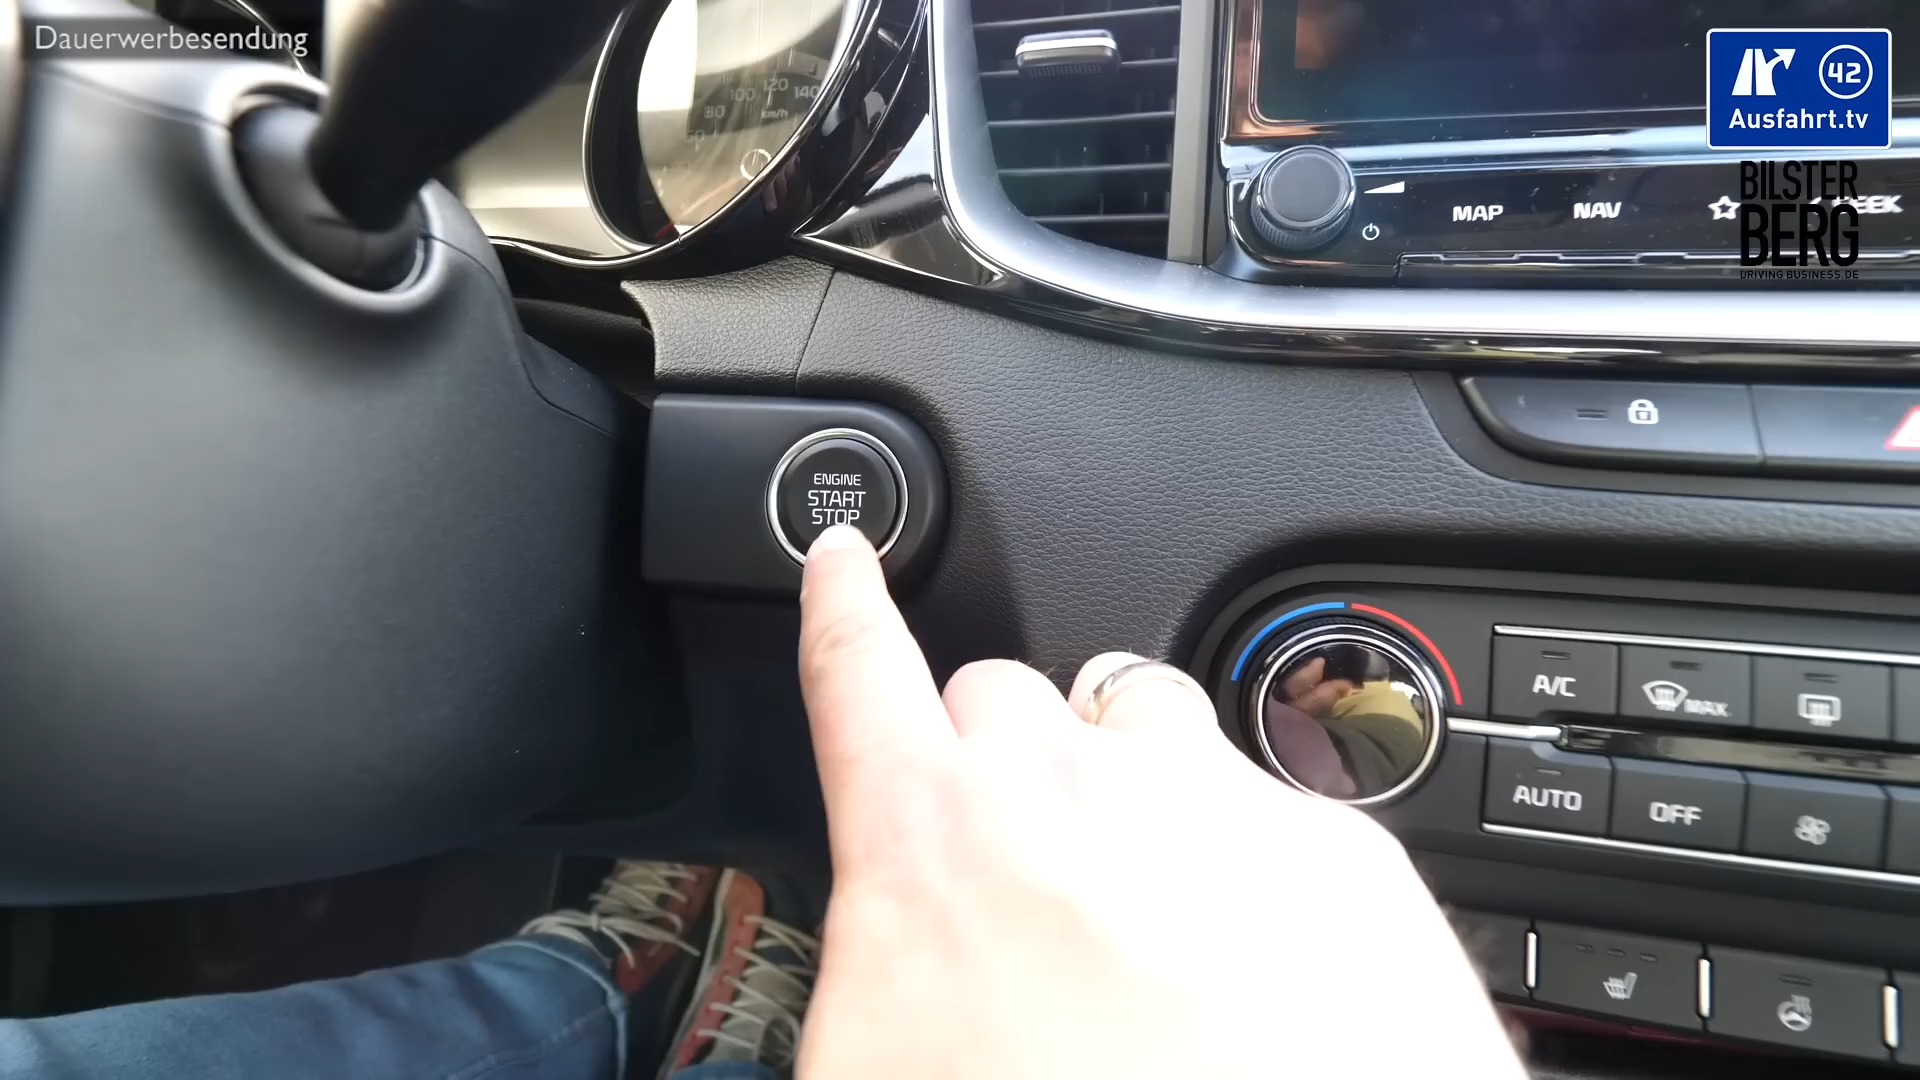 Dauerwerbesendung
42
Ausfahrt.tv
BILSTER
BERG
DRIVING BUSINESS.DE
80 100 120 140
km/h
MAP NAV
ENGINE
START
STOP
A/C MAX
AUTO OFF